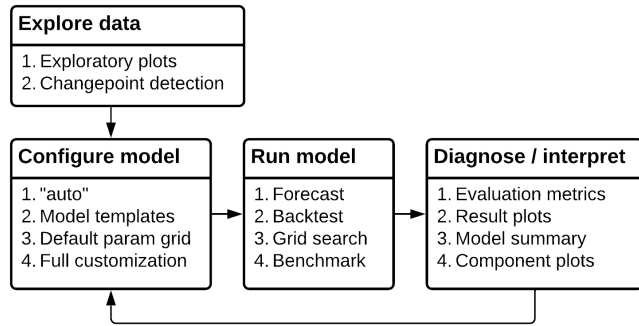 Explore data
1. Exploratory plots
2. Changepoint detection
Configure model
1. "auto"
2. Model templates
3. Default param grid
4. Full customization
Run model
1. Forecast
2. Backtest
3. Grid search
4. Benchmark
Diagnose / interpret
1. Evaluation metrics
2. Result plots
3. Model summary
4. Component plots